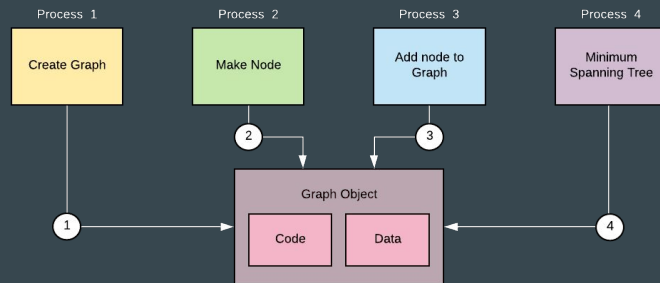 Process 1
Process 2
Process 3
Process 4
Create Graph
Make Node
Add node to
Graph
Minimum
Spanning Tree
2
3
Graph Object
1
Code
Data
4